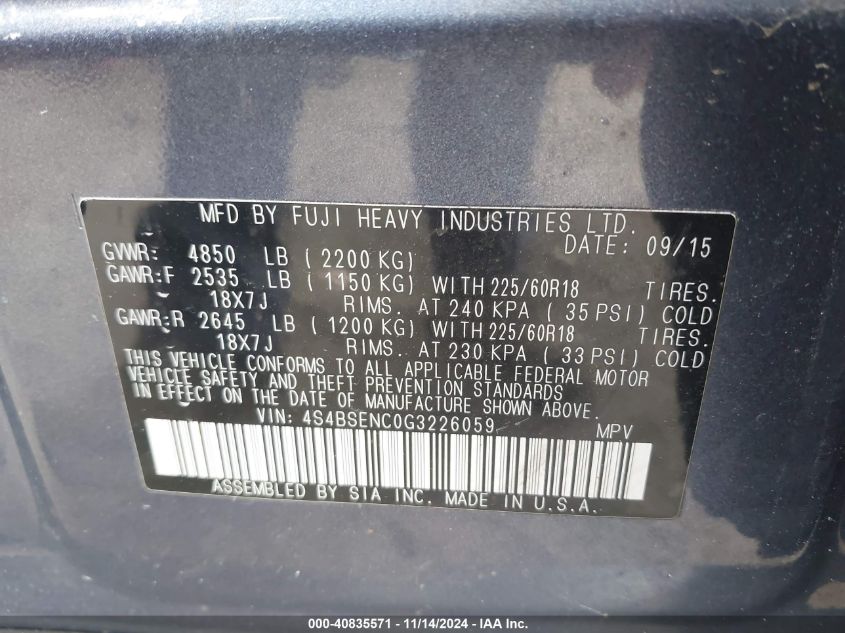 MFD BY FUJI HEAVY INDUSTRIES LTD.
DATE: 09/15
GVWR: 4850 LB ( 2200 KG)
GAWR:F 2535 LB ( 1150 KG) WITH 225/60R18 TIRES.
18X7J RIMS. AT 240 KPA ( 35 PSI) COLD
GAWR:R 2645 LB ( 1200 KG) WITH 225/60R18 TIRES.
18X7J RIMS. AT 230 KPA ( 33 PSI) COLD
THIS VEHICLE CONFORMS TO ALL APPLICABLE FEDERAL MOTOR
VEHICLE SAFETY AND THEFT PREVENTION STANDARDS
IN EFFECT ON THE DATE OF MANUFACTURE SHOWN ABOVE.
VIN: 4S4BSENC0G3226059 MPV
ASSEMBLED BY SIA INC. MADE IN U.S.A.
000-40835571 - 11/14/2024 - IAA Inc.